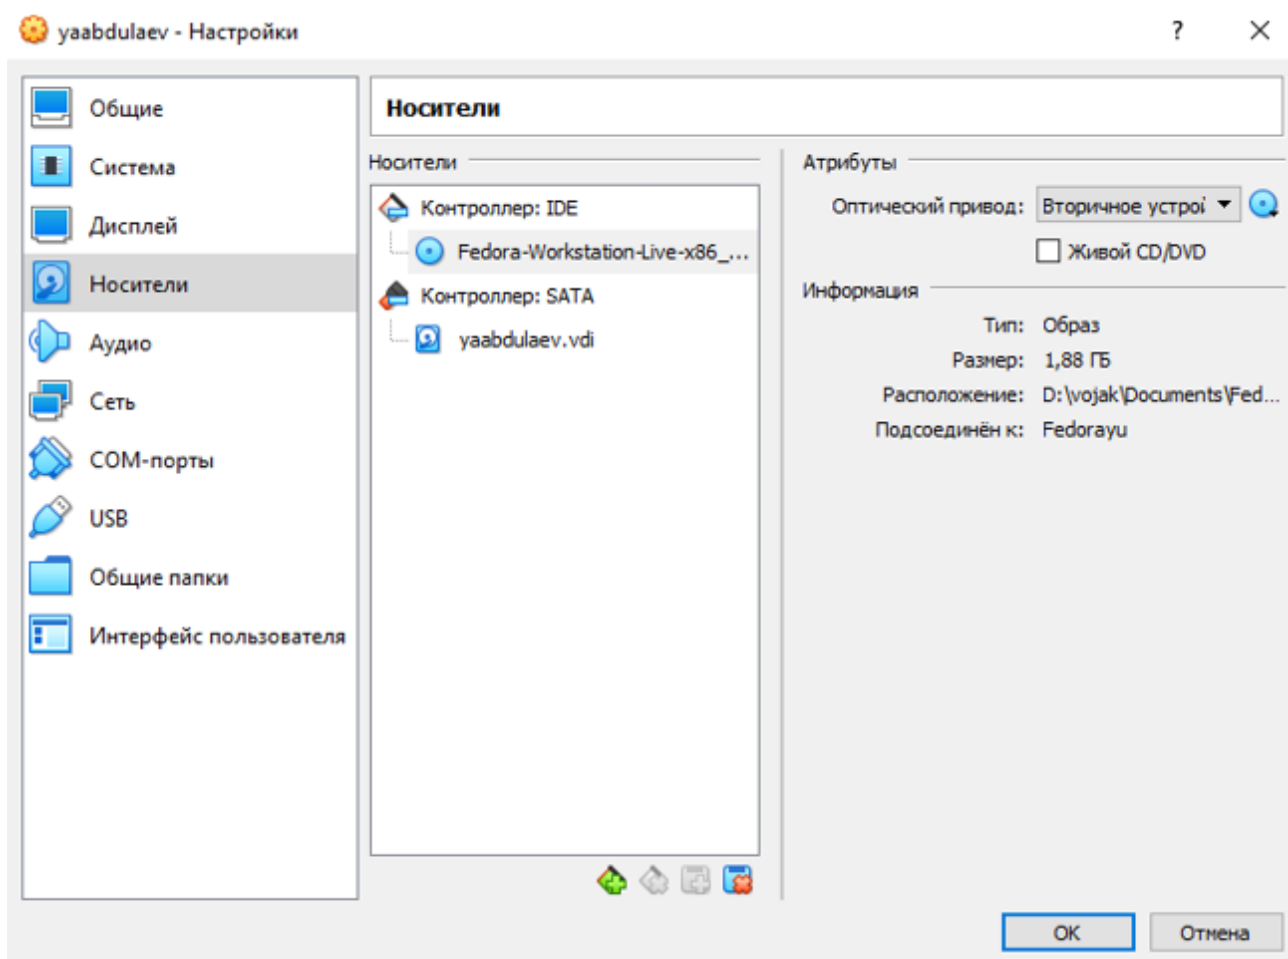 yaabdulaev - Настройки
?
Общие
Система
Дисплей
Носители
Аудио
Сеть
COM-порты
USB
Общие папки
Интерфейс пользователя
Носители
Носители
Контроллер: IDE
Fedora-Workstation-Live-x86_...
Контроллер: SATA
yaabdulaev.vdi
Атрибуты
Оптический привод: Вторичное устрой
Живой CD/DVD
Информация
Тип: Образ
Размер: 1,88 ГБ
Расположение: D:\vojak\Documents\Fed...
Подсоединён к: Fedorayu
OK Отмена